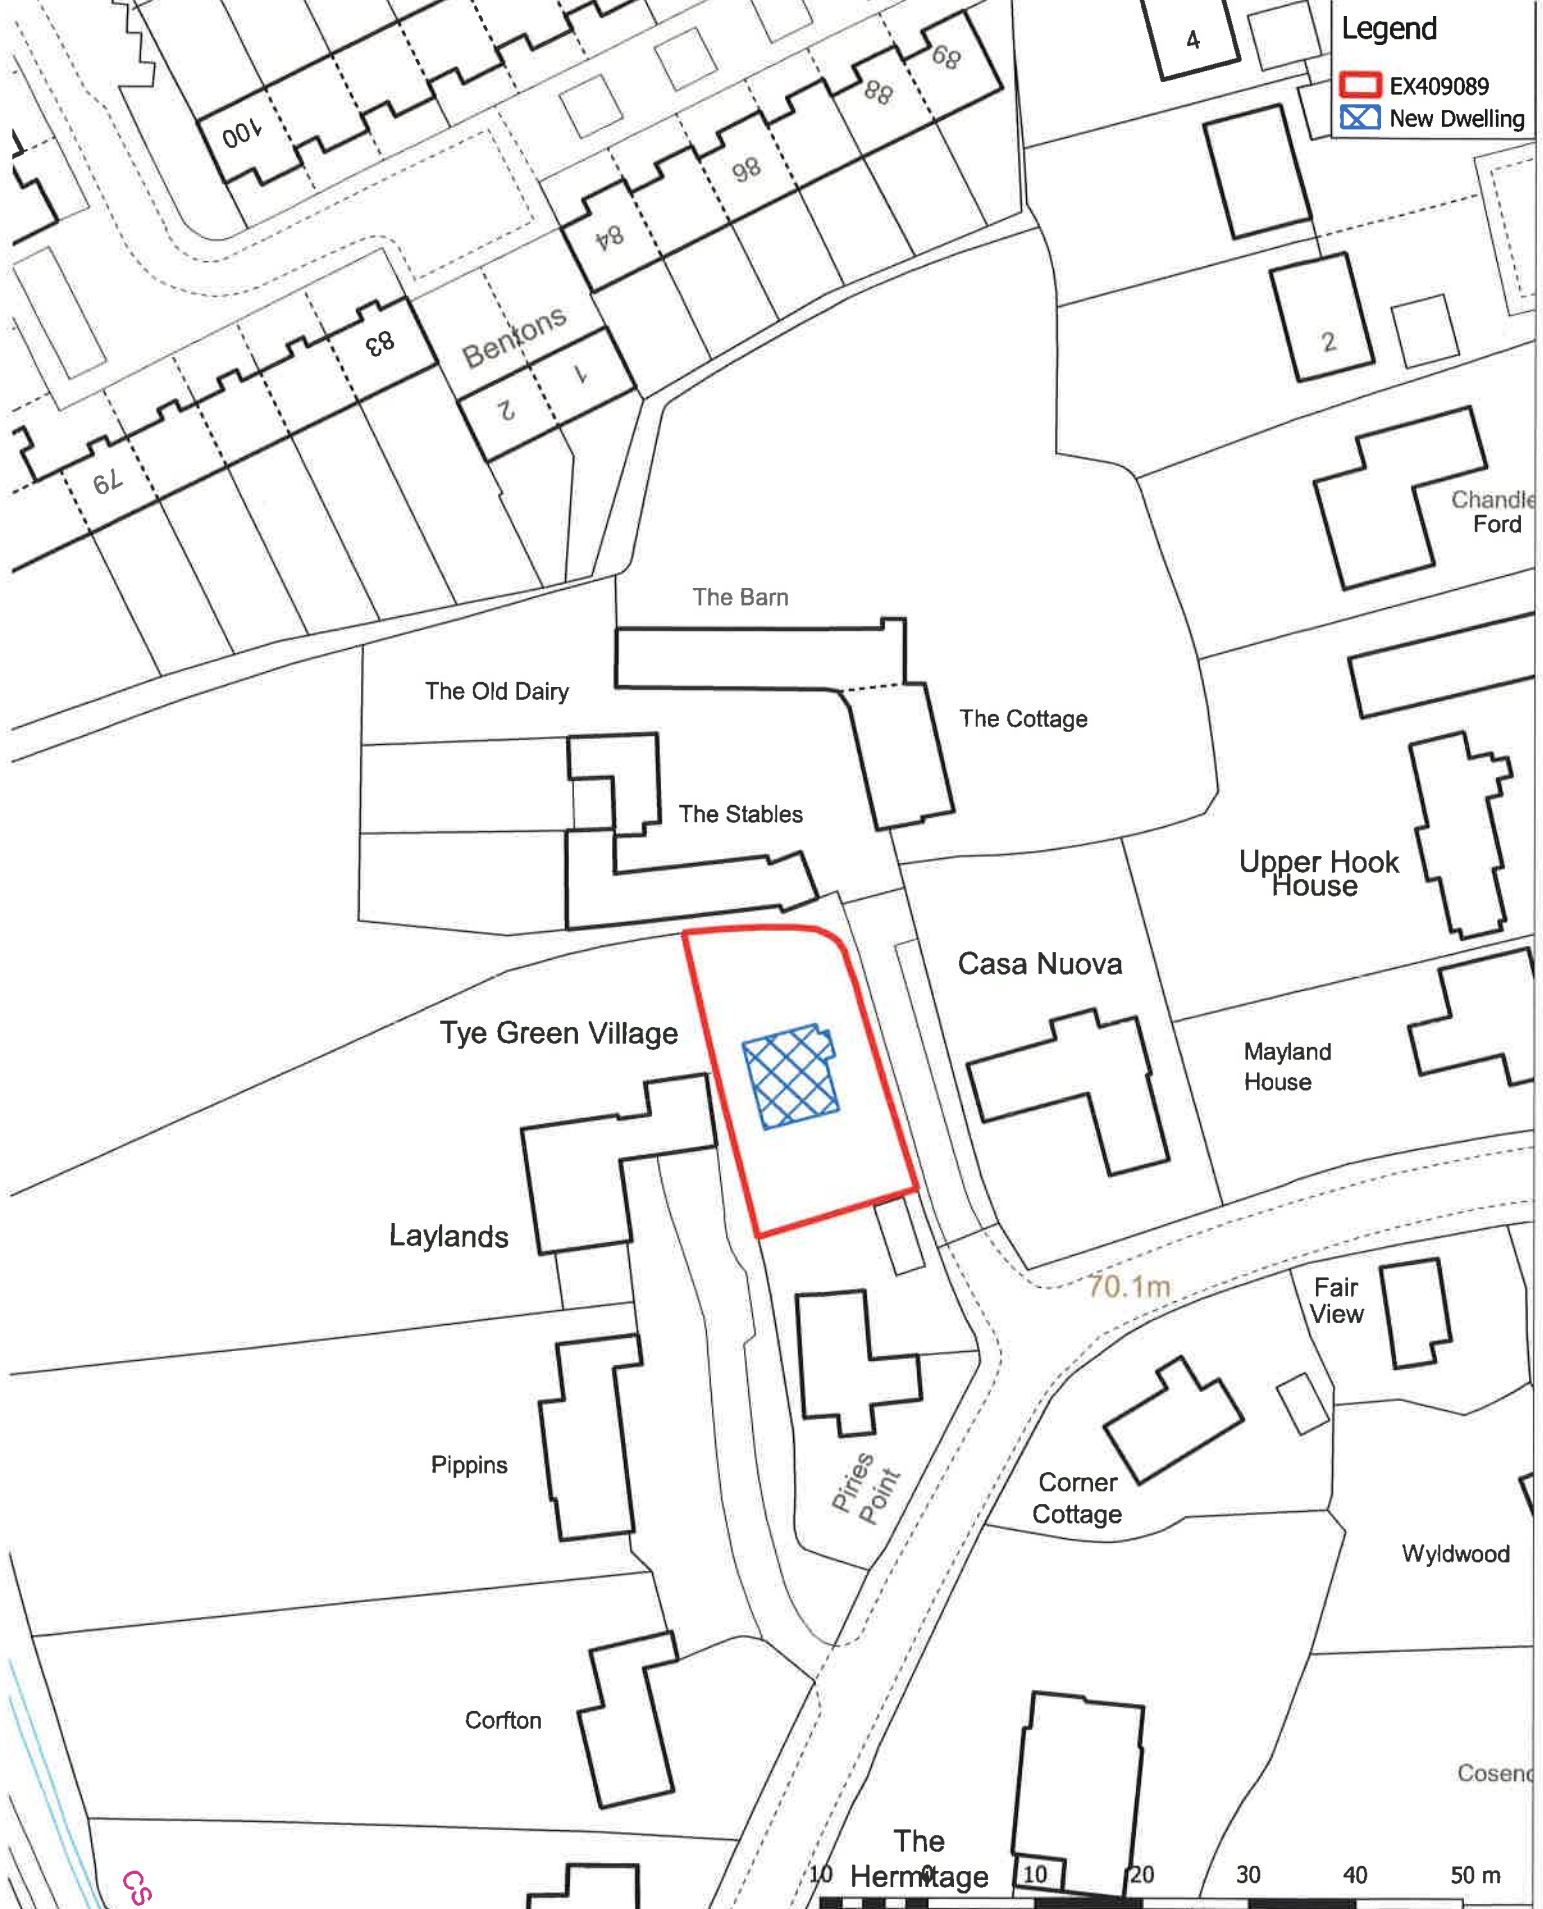 Legend
EX409089
New Dwelling
4
89
88
100
86
84
2
83
Bentons
1
2
79
Chandle
Ford
The Barn
The Old Dairy
The Cottage
The Stables
Upper Hook
House
Casa Nuova
Tye Green Village
Mayland
House
Laylands
70.1m
Fair
View
Pippins
Piries
Point
Corner
Cottage
Wyldwood
Corfton
Cosend
The
Hermitage
10 0 10 20 30 40 50 m
CS